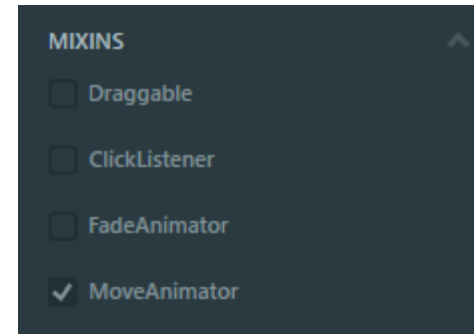 MIXINS
Draggable
ClickListener
FadeAnimator
MoveAnimator